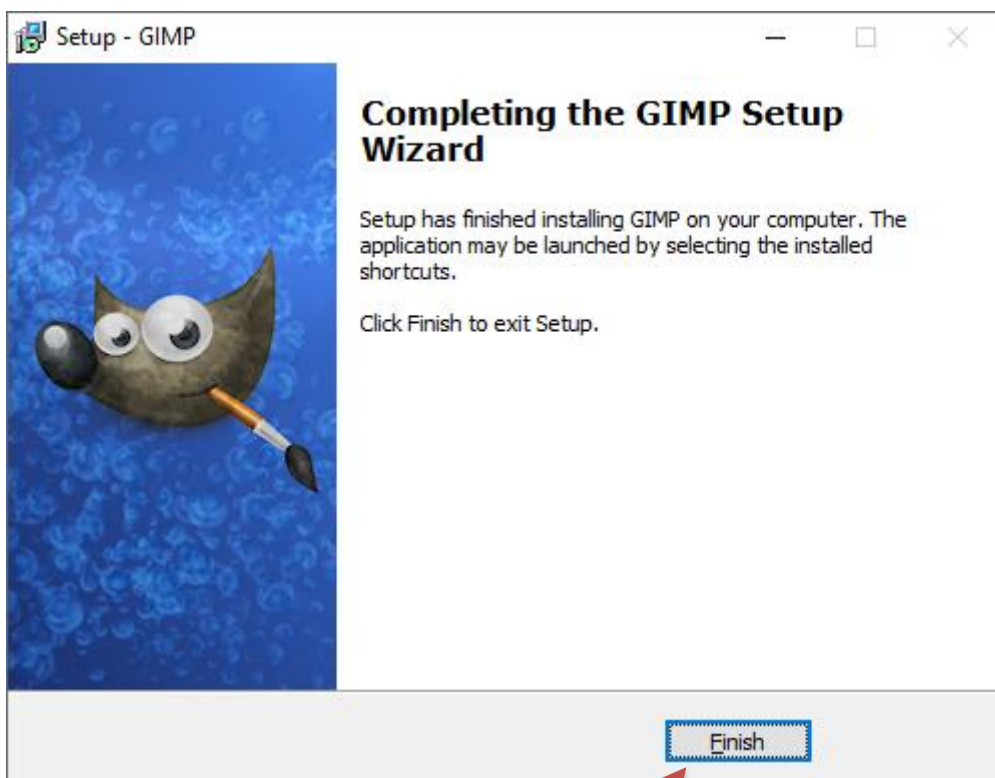 Setup - GIMP
Completing the GIMP Setup
Wizard
Setup has finished installing GIMP on your computer. The
application may be launched by selecting the installed
shortcuts.
Click Finish to exit Setup.
Finish